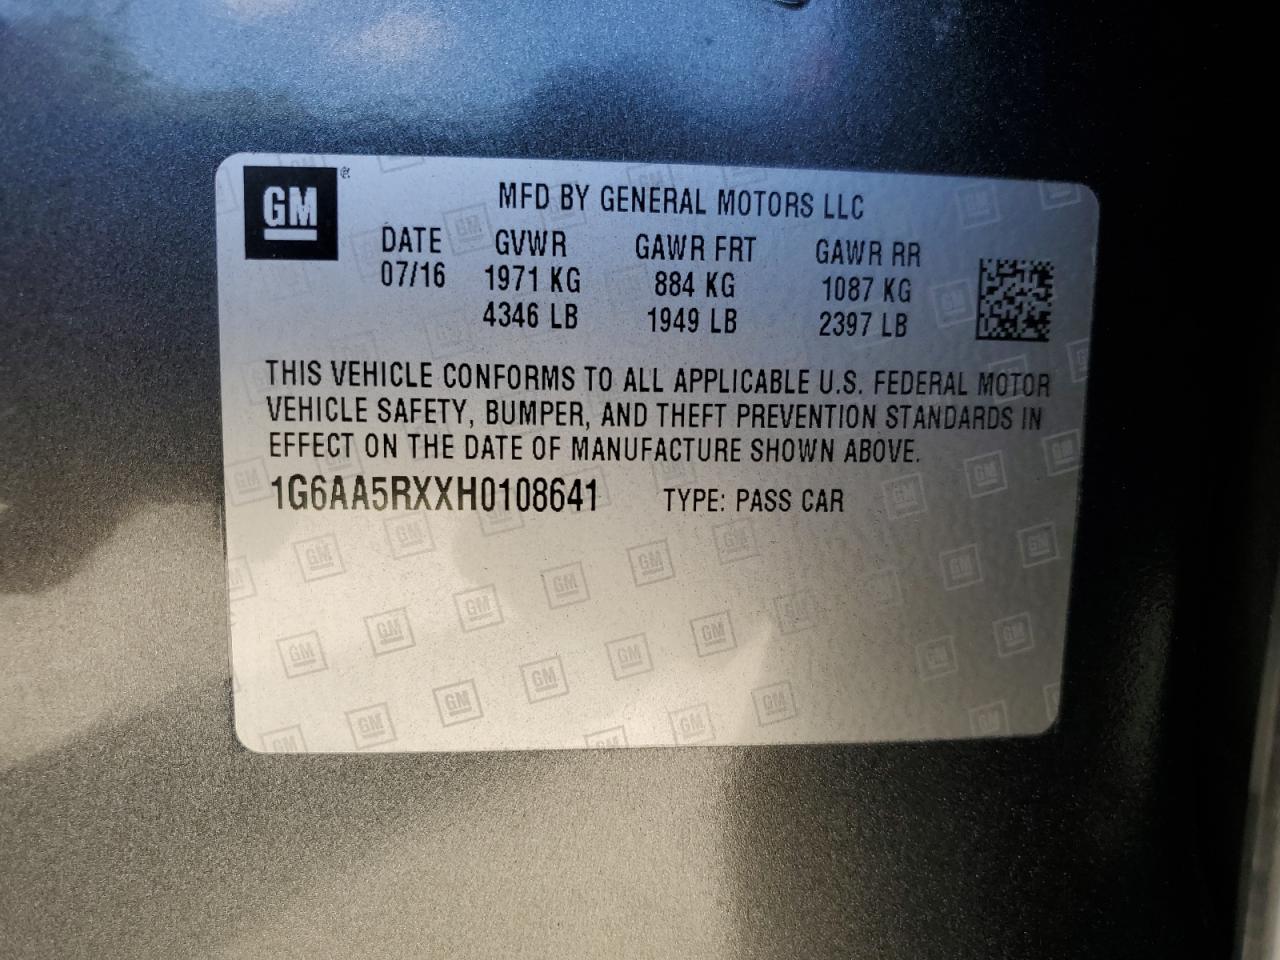 GM ®
MFD BY GENERAL MOTORS LLC
DATE GVWR GAWR FRT GAWR RR
07/16 1971 KG 884 KG 1087 KG
4346 LB 1949 LB 2397 LB
THIS VEHICLE CONFORMS TO ALL APPLICABLE U.S. FEDERAL MOTOR
VEHICLE SAFETY, BUMPER, AND THEFT PREVENTION STANDARDS IN
EFFECT ON THE DATE OF MANUFACTURE SHOWN ABOVE.
1G6AA5RXXH0108641 TYPE: PASS CAR